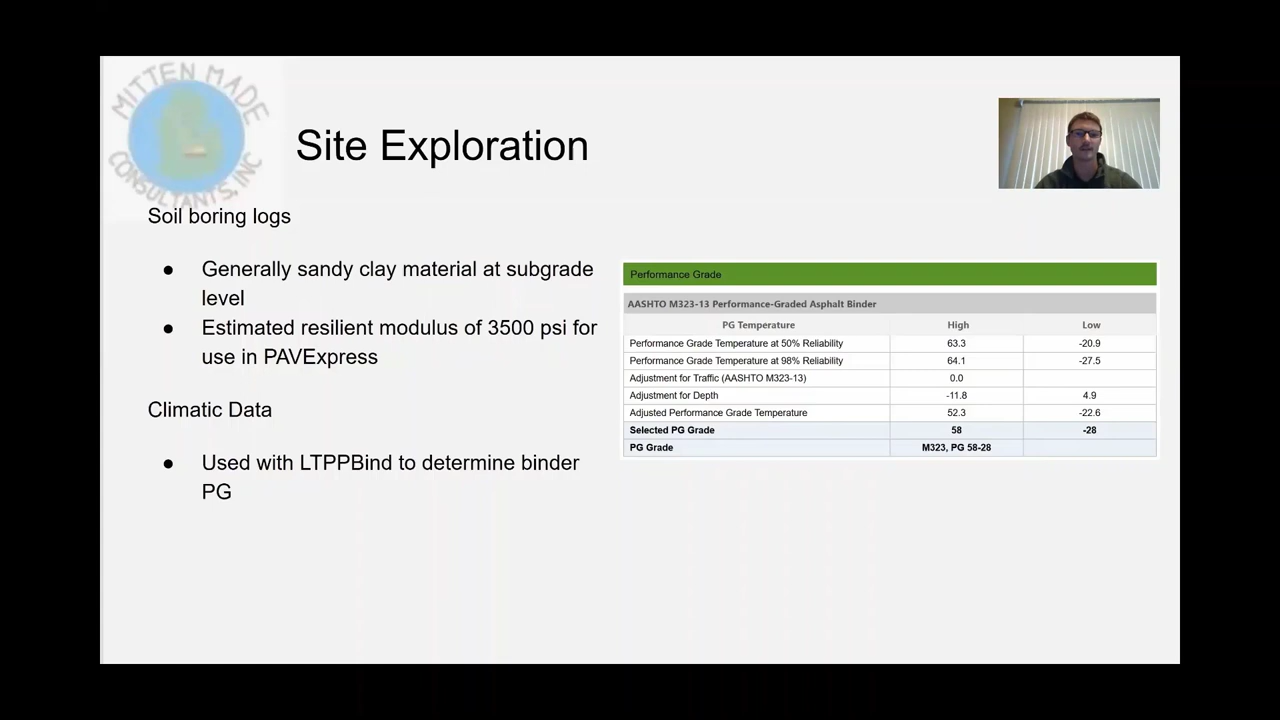 MITTEN MADE
CONSULTANTS, INC
Site Exploration
Soil boring logs
● Generally sandy clay material at subgrade
level
● Estimated resilient modulus of 3500 psi for
use in PAVExpress
Climatic Data
● Used with LTPPBind to determine binder
PG
Performance Grade
AASHTO M323-13 Performance-Graded Asphalt Binder
PG Temperature High Low
Performance Grade Temperature at 50% Reliability 63.3 -20.9
Performance Grade Temperature at 98% Reliability 64.1 -27.5
Adjustment for Traffic (AASHTO M323-13) 0.0
Adjustment for Depth -11.8 4.9
Adjusted Performance Grade Temperature 52.3 -22.6
Selected PG Grade 58 -28
PG Grade M323, PG 58-28